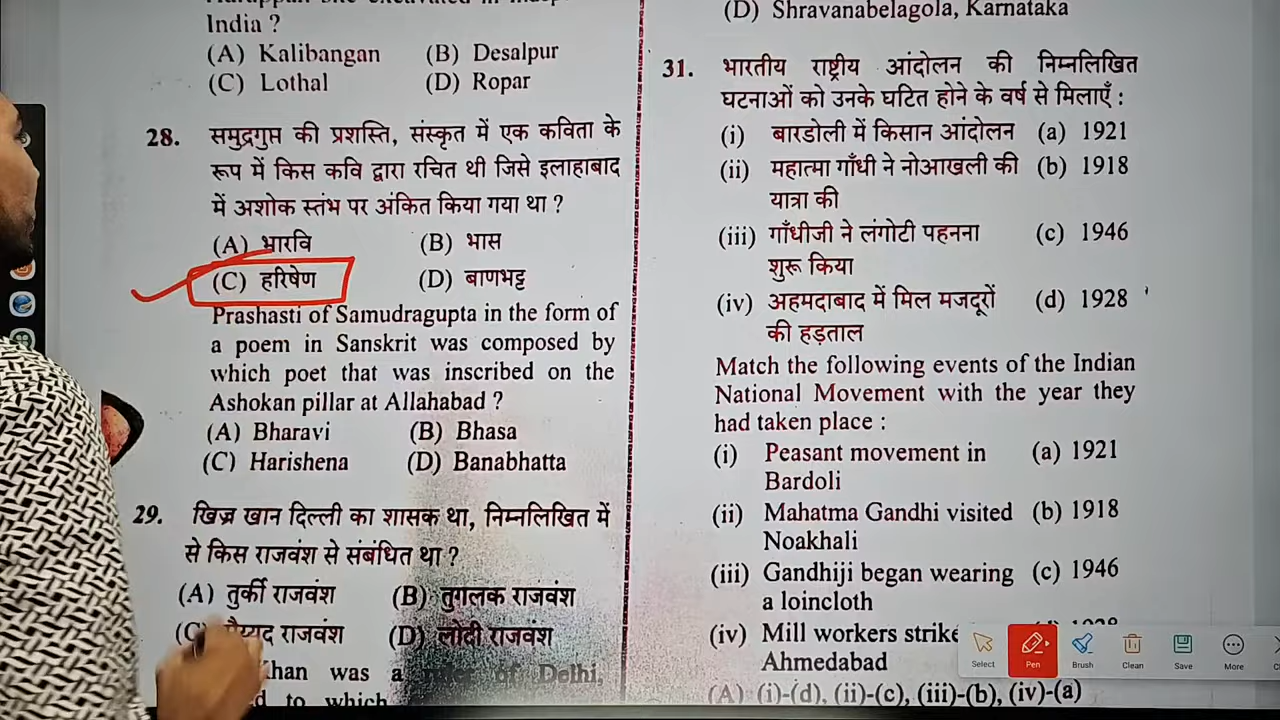 India ?
(A) Kalibangan (B) Desalpur
(C) Lothal (D) Ropar
28. समुद्रगुप्त की प्रशस्ति, संस्कृत में एक कविता के
रूप में किस कवि द्वारा रचित थी जिसे इलाहाबाद
में अशोक स्तंभ पर अंकित किया गया था ?
(A) भारवि (B) भास
(C) हरिषेण (D) बाणभट्ट
Prashasti of Samudragupta in the form of
a poem in Sanskrit was composed by
which poet that was inscribed on the
Ashokan pillar at Allahabad ?
(A) Bharavi (B) Bhasa
(C) Harishena (D) Banabhatta
29. खिज्र खान दिल्ली का शासक था, निम्नलिखित में
से किस राजवंश से संबंधित था ?
(A) तुर्की राजवंश (B) तुगलक राजवंश
राजवंश (D) लोदी राजवंश
was a ruler of Delhi,
to which
(D) Shravanabelagola, Karnataka
31. भारतीय राष्ट्रीय आंदोलन की निम्नलिखित
घटनाओं को उनके घटित होने के वर्ष से मिलाएँ :
(i) बारडोली में किसान आंदोलन (a) 1921
(ii) महात्मा गाँधी ने नोआखली की (b) 1918
यात्रा की
(iii) गाँधीजी ने लंगोटी पहनना (c) 1946
शुरू किया
(iv) अहमदाबाद में मिल मजदूरों (d) 1928
की हड़ताल
Match the following events of the Indian
National Movement with the year they
had taken place :
(i) Peasant movement in (a) 1921
Bardoli
(ii) Mahatma Gandhi visited (b) 1918
Noakhali
(iii) Gandhiji began wearing (c) 1946
a loincloth
(iv) Mill workers strike
Ahmedabad
(A) (i)-(d), (ii)-(c), (iii)-(b), (iv)-(a)
Select Pen Brush Clean Save More